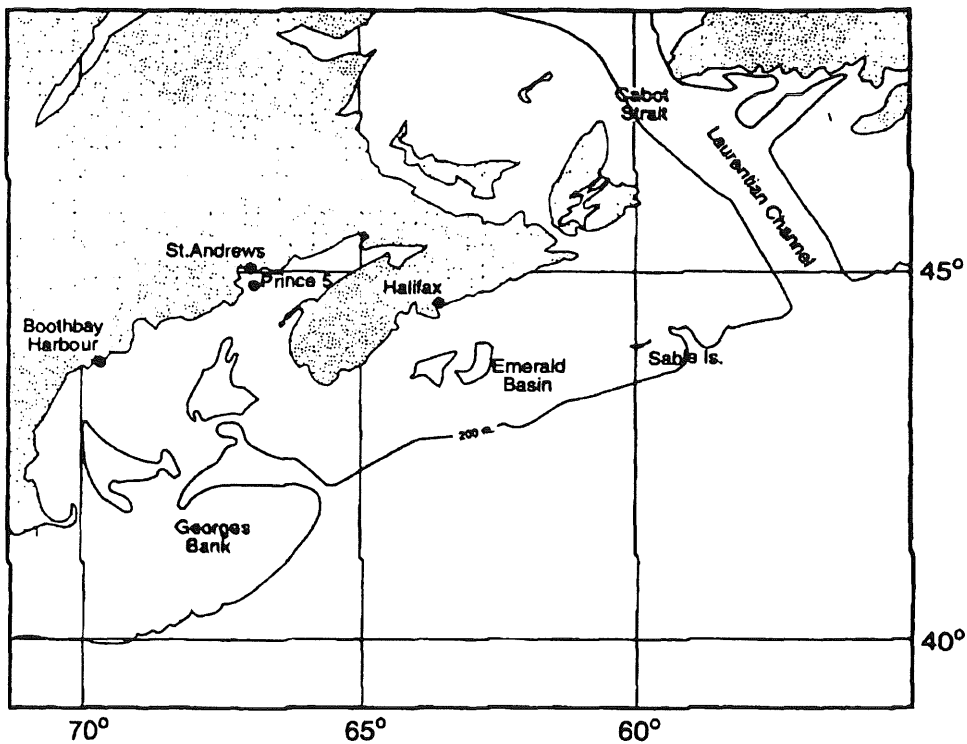 Cabot
Strait
Laurentian Channel
St.Andrews
Prince 5
Halifax
45°
Boothbay
Harbour
Sable Is.
Emerald
Basin
200 m.
Georges
Bank
40°
70°
65°
60°